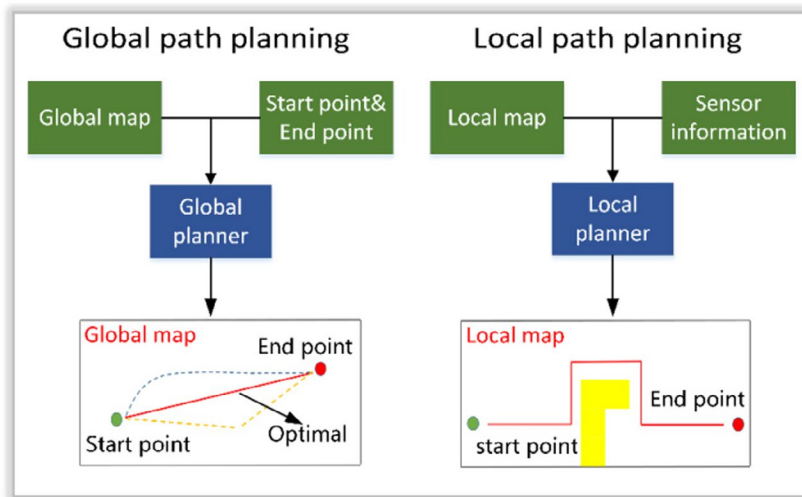 Global path planning
Global map
Start point&
End point
Global
planner
Global map
End point
Start point
Optimal
Local path planning
Local map
Sensor
information
Local
planner
Local map
End point
start point